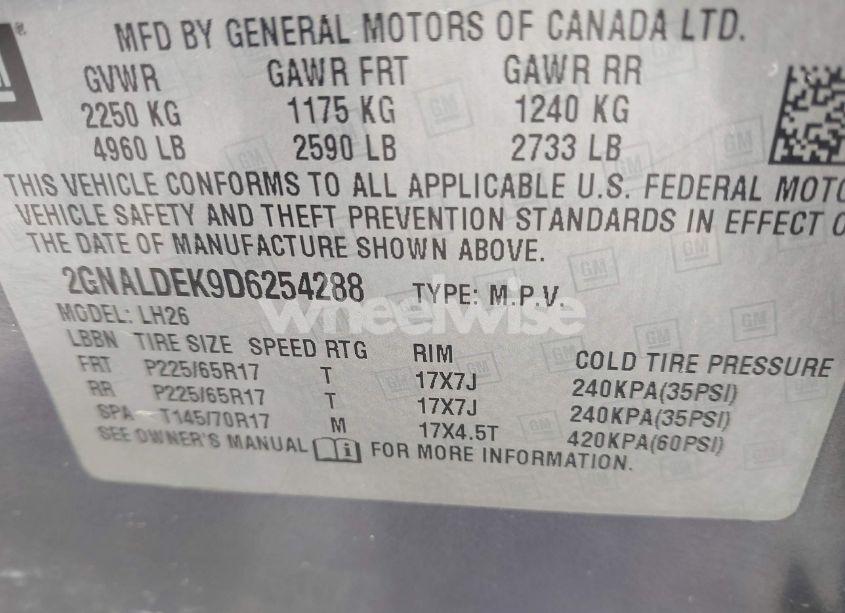 MFD BY GENERAL MOTORS OF CANADA LTD.
GVWR GAWR FRT GAWR RR
2250 KG 1175 KG 1240 KG
4960 LB 2590 LB 2733 LB
THIS VEHICLE CONFORMS TO ALL APPLICABLE U.S. FEDERAL MOTO
VEHICLE SAFETY AND THEFT PREVENTION STANDARDS IN EFFECT O
THE DATE OF MANUFACTURE SHOWN ABOVE.
2GNALDEK9D6254288 TYPE: M.P.V.
wheelwise
MODEL: LH26
LBBN TIRE SIZE SPEED RTG RIM COLD TIRE PRESSURE
FRT P225/65R17 T 17X7J 240KPA(35PSI)
RR P225/65R17 T 17X7J 240KPA(35PSI)
SPA T145/70R17 M 17X4.5T 420KPA(60PSI)
SEE OWNER'S MANUAL FOR MORE INFORMATION.